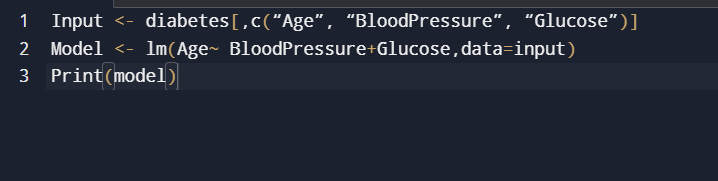 1 Input <- diabetes[,c(“Age”, “BloodPressure”, “Glucose”)]
2 Model <- lm(Age~ BloodPressure+Glucose,data=input)
3 Print(model)